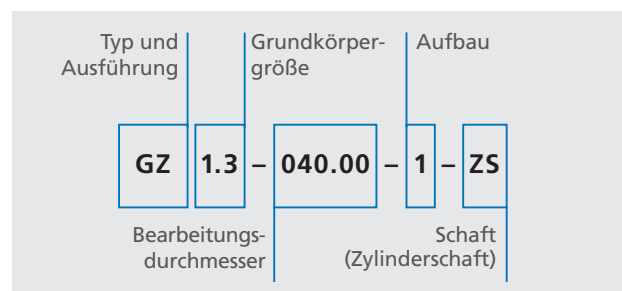 Typ und
Ausführung
Grundkörper-
größe
Aufbau
GZ 1.3 – 040.00 – 1 – ZS
Bearbeitungs-
durchmesser
Schaft
(Zylinderschaft)